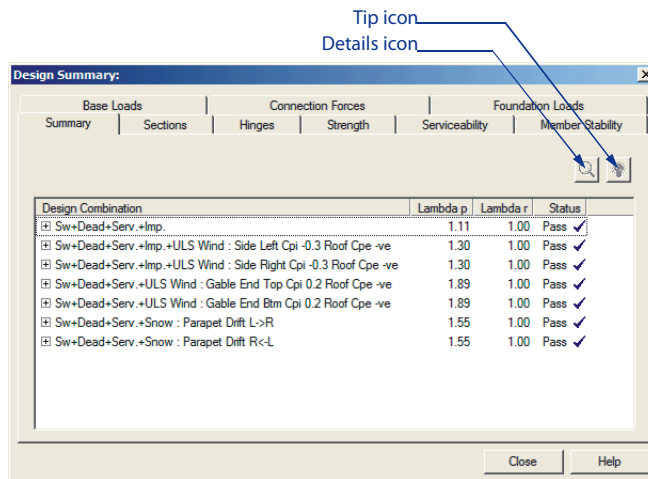 Tip icon
Details icon
Design Summary:
Base Loads Connection Forces Foundation Loads
Summary Sections Hinges Strength Serviceability Member Stability
Design Combination Lambda p Lambda r Status
Sw+Dead+Serv.+Imp. 1.11 1.00 Pass
Sw+Dead+Serv.+Imp.+ULS Wind : Side Left Cpi -0.3 Roof Cpe -ve 1.30 1.00 Pass
Sw+Dead+Serv.+Imp.+ULS Wind : Side Right Cpi -0.3 Roof Cpe -ve 1.30 1.00 Pass
Sw+Dead+Serv.+ULS Wind : Gable End Top Cpi 0.2 Roof Cpe -ve 1.89 1.00 Pass
Sw+Dead+Serv.+ULS Wind : Gable End Btm Cpi 0.2 Roof Cpe -ve 1.89 1.00 Pass
Sw+Dead+Serv.+Snow : Parapet Drift L->R 1.55 1.00 Pass
Sw+Dead+Serv.+Snow : Parapet Drift R<-L 1.55 1.00 Pass
Close Help